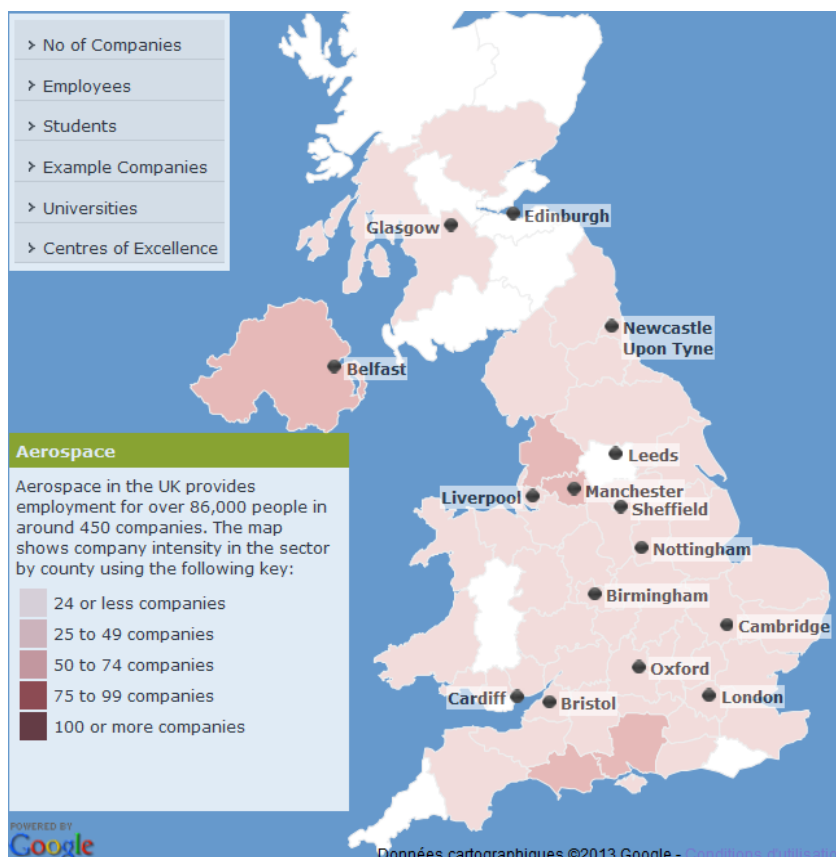 No of Companies
Employees
Students
Example Companies
Universities
Centres of Excellence
Glasgow
Edinburgh
Newcastle
Upon Tyne
Belfast
Leeds
Manchester
Liverpool
Sheffield
Nottingham
Birmingham
Cambridge
Oxford
London
Cardiff
Bristol
Aerospace
Aerospace in the UK provides
employment for over 86,000 people in
around 450 companies. The map
shows company intensity in the sector
by county using the following key:
24 or less companies
25 to 49 companies
50 to 74 companies
75 to 99 companies
100 or more companies
POWERED BY
Google
Données cartographiques ©2013 Google - Conditions d'utilisatio